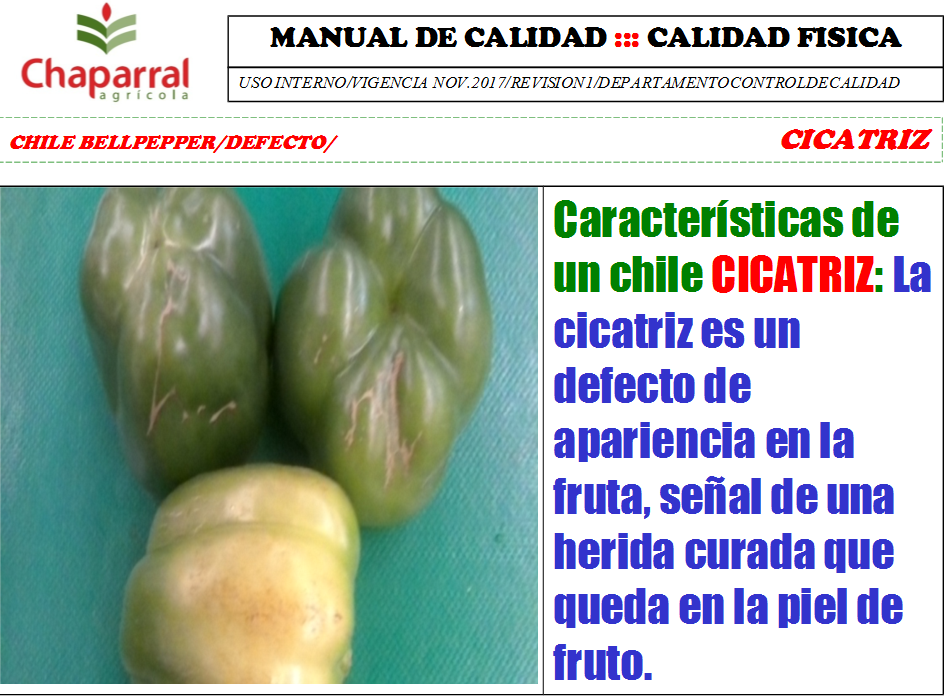 Chaparral
agrícola
MANUAL DE CALIDAD ::: CALIDAD FISICA
USO INTERNO/VIGENCIA NOV.2017/REVISION1/DEPARTAMENTOCONTROLDECALIDAD
CHILE BELLPEPPER/DEFECTO/
CICATRIZ
Características de
un chile CICATRIZ: La
cicatriz es un
defecto de
apariencia en la
fruta, señal de una
herida curada que
queda en la piel de
fruto.